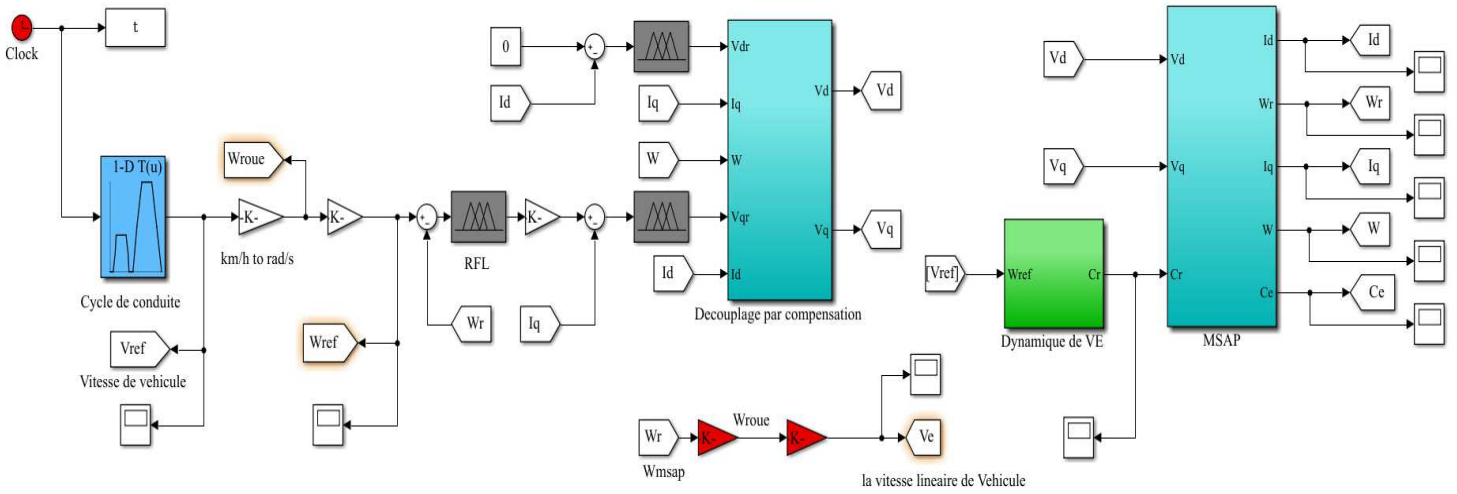 Clock
t
1-D T(u)
Cycle de conduite
Vref
Vitesse de vehicule
Wroue
-K-
km/h to rad/s
K-
Wref
+
-
RFL
Wr
K-
Iq
+
-
0
Id
+
-
Iq
W
Id
Vdr
Iq
W
Vqr
Id
Vd
Vq
Decouplage par compensation
Vd
Vq
Wr
Wmsap
K-
Wroue
K-
Ve
la vitesse lineaire de Vehicule
[Vref]
Wref
Cr
Dynamique de VE
Vd
Vq
Vd
Vq
Cr
Id
Wr
Iq
W
Ce
MSAP
Id
Wr
Iq
W
Ce